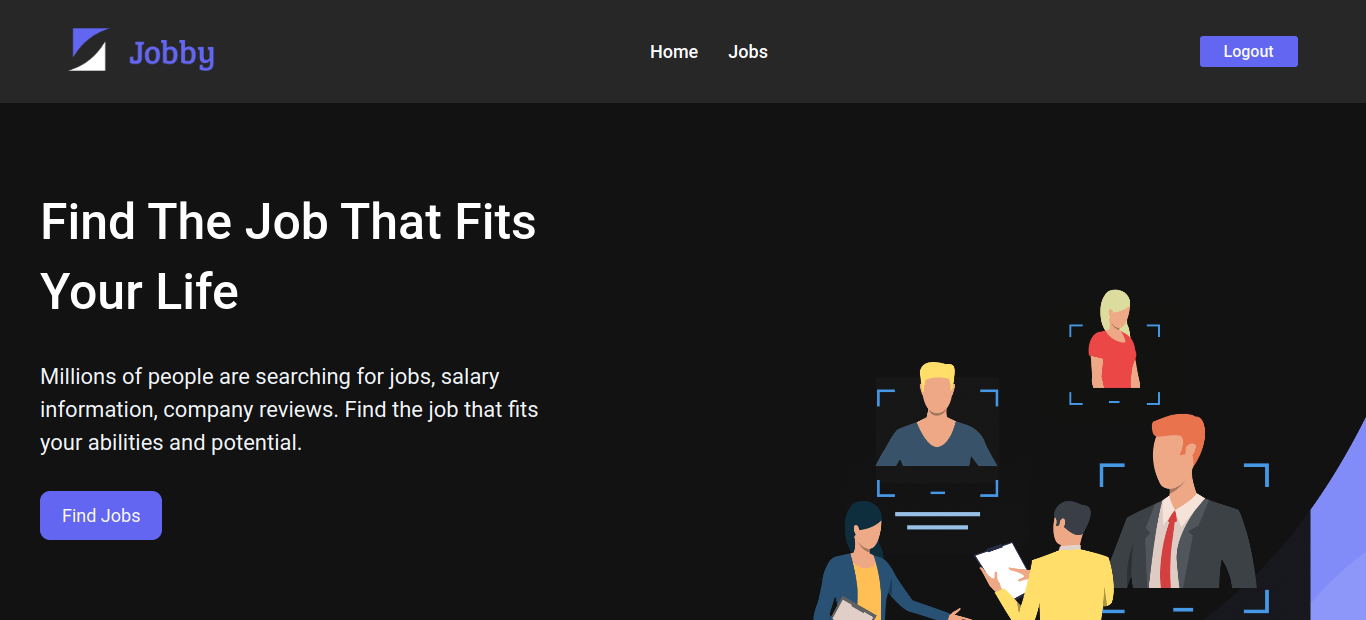 Jobby
Home Jobs
Logout
Find The Job That Fits
Your Life
Millions of people are searching for jobs, salary
information, company reviews. Find the job that fits
your abilities and potential.
Find Jobs